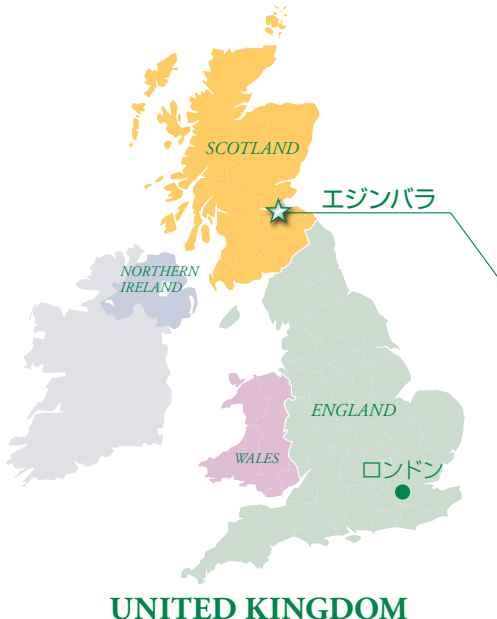 SCOTLAND
エジンバラ
NORTHERN
IRELAND
ENGLAND
WALES
ロンドン
UNITED KINGDOM